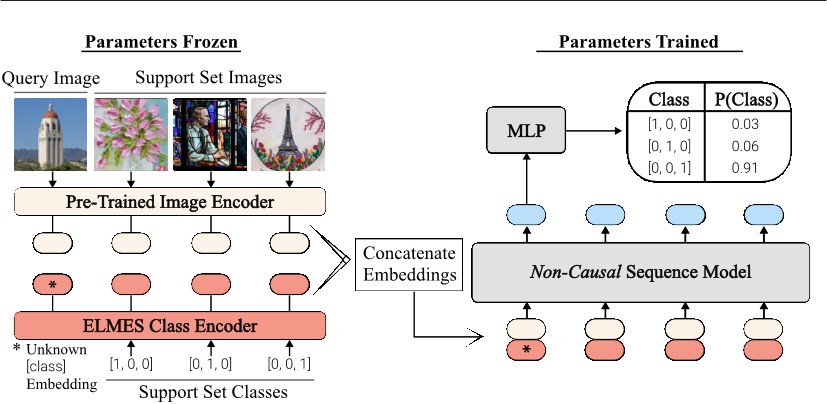 Parameters Frozen
Query Image
Support Set Images
Pre-Trained Image Encoder
*
ELMES Class Encoder
* Unknown
[class]
Embedding
[1, 0, 0]
[0, 1, 0]
[0, 0, 1]
Support Set Classes
Concatenate
Embeddings
Parameters Trained
MLP
Class P(Class)
[1, 0, 0] 0.03
[0, 1, 0] 0.06
[0, 0, 1] 0.91
Non-Causal Sequence Model
*